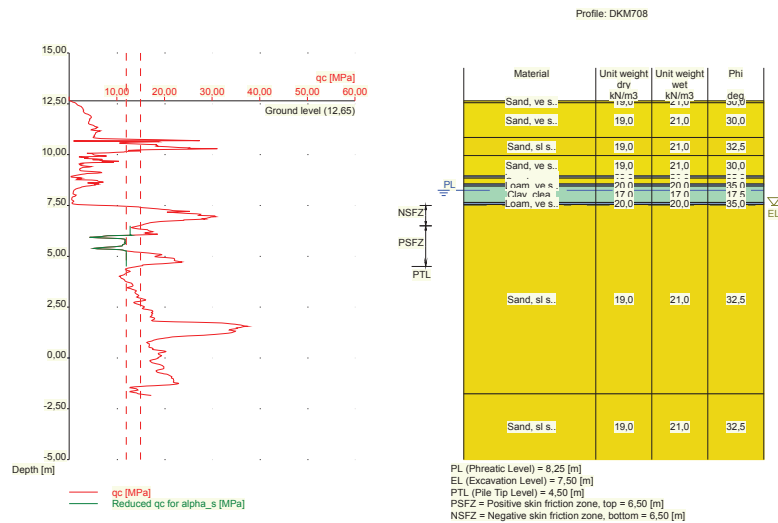 Profile: DKM708
15,00
12,50
10,00
7,50
5,00
2,50
0,00
-2,50
-5,00
Depth [m]
qc [MPa]
10,00 20,00 30,00 40,00 50,00 60,00
Ground level (12,65)
PL
NSFZ
PSFZ
PTL
EL
qc [MPa]
Reduced qc for alpha_s [MPa]
Material Unit weight Unit weight Phi
dry wet
kN/m3 kN/m3 deg
Sand, ve s.. 19,0 21,0 30,0
Sand, ve s.. 19,0 21,0 30,0
Sand, sl s.. 19,0 21,0 32,5
Sand, ve s.. 19,0 21,0 30,0
Loam, ve s.. 20,0 20,0 35,0
Clay, clea 17,5
Loam, ve s.. 20,0 20,0 35,0
Sand, sl s.. 19,0 21,0 32,5
Sand, sl s.. 19,0 21,0 32,5
PL (Phreatic Level) = 8,25 [m]
EL (Excavation Level) = 7,50 [m]
PTL (Pile Tip Level) = 4,50 [m]
PSFZ = Positive skin friction zone, top = 6,50 [m]
NSFZ = Negative skin friction zone, bottom = 6,50 [m]